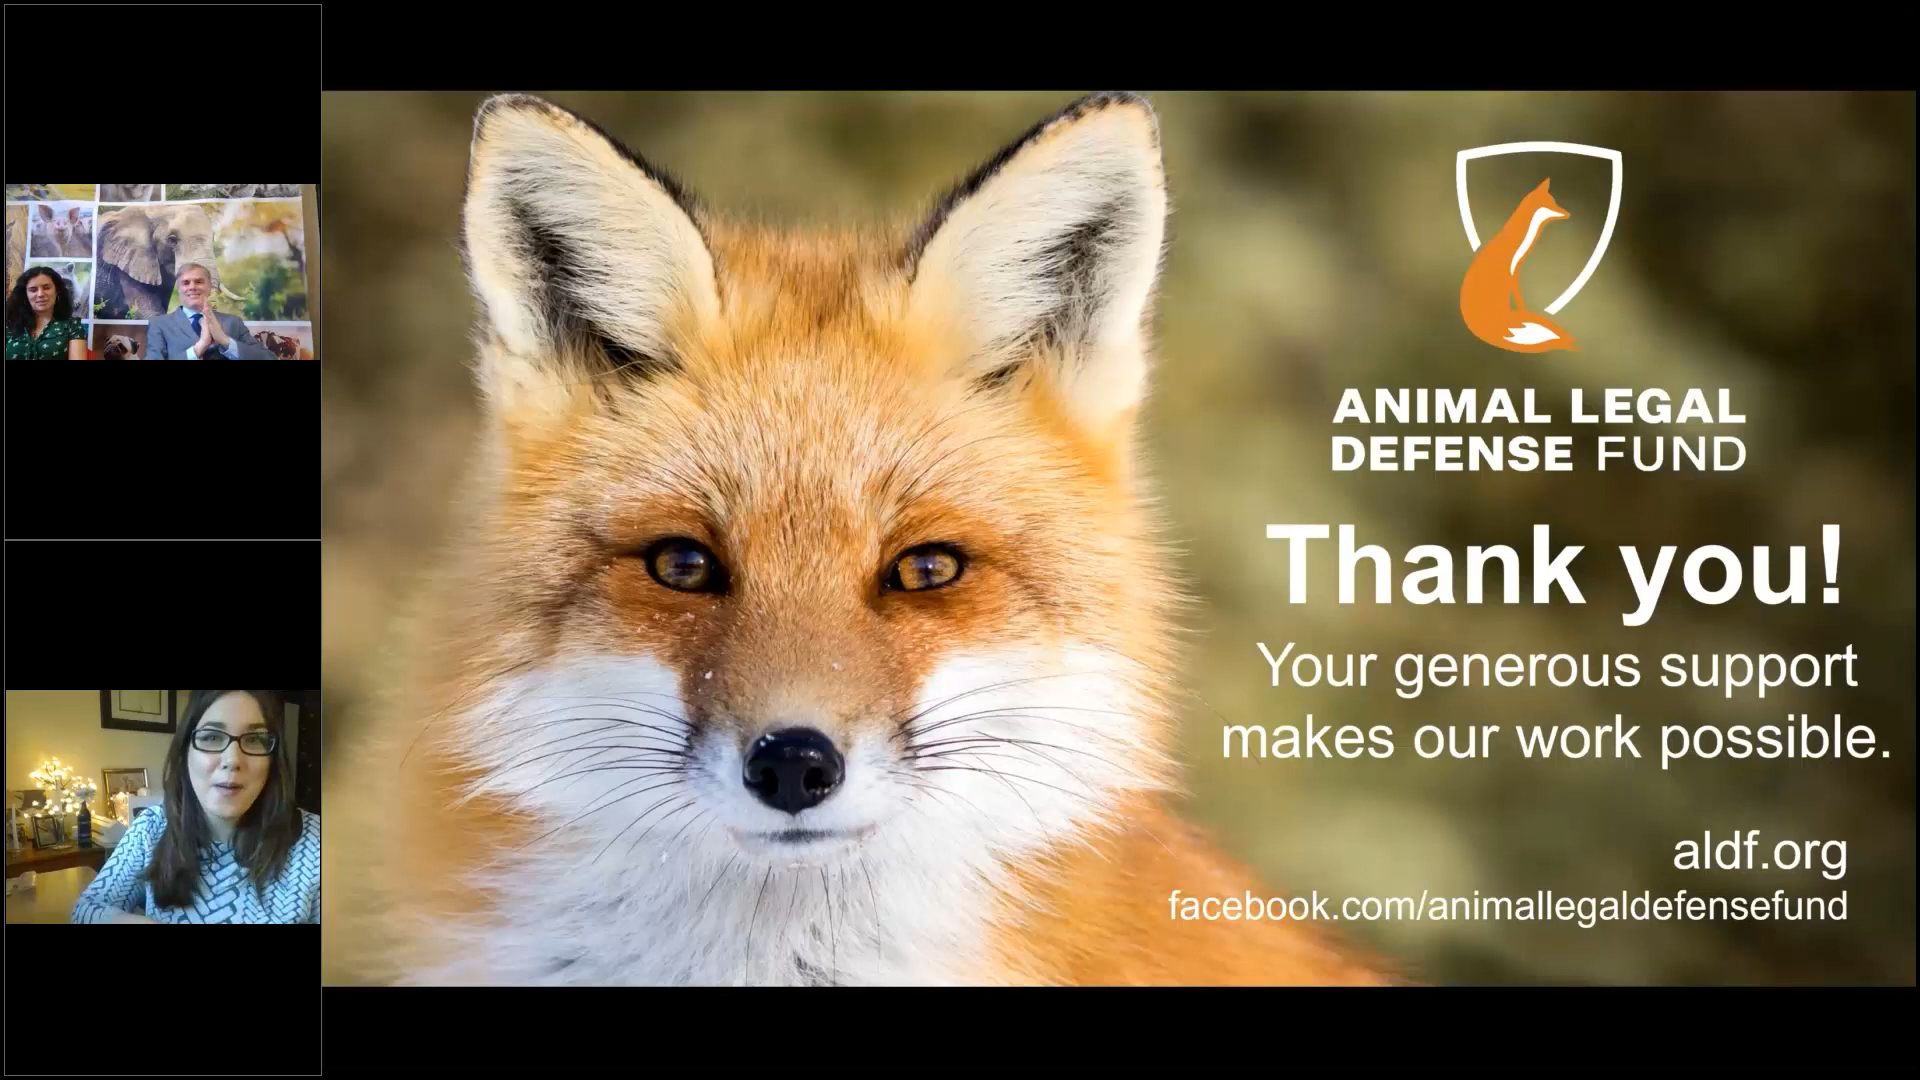 ANIMAL LEGAL
DEFENSE FUND
Thank you!
Your generous support
makes our work possible.
aldf.org
facebook.com/animallegaldefensefund